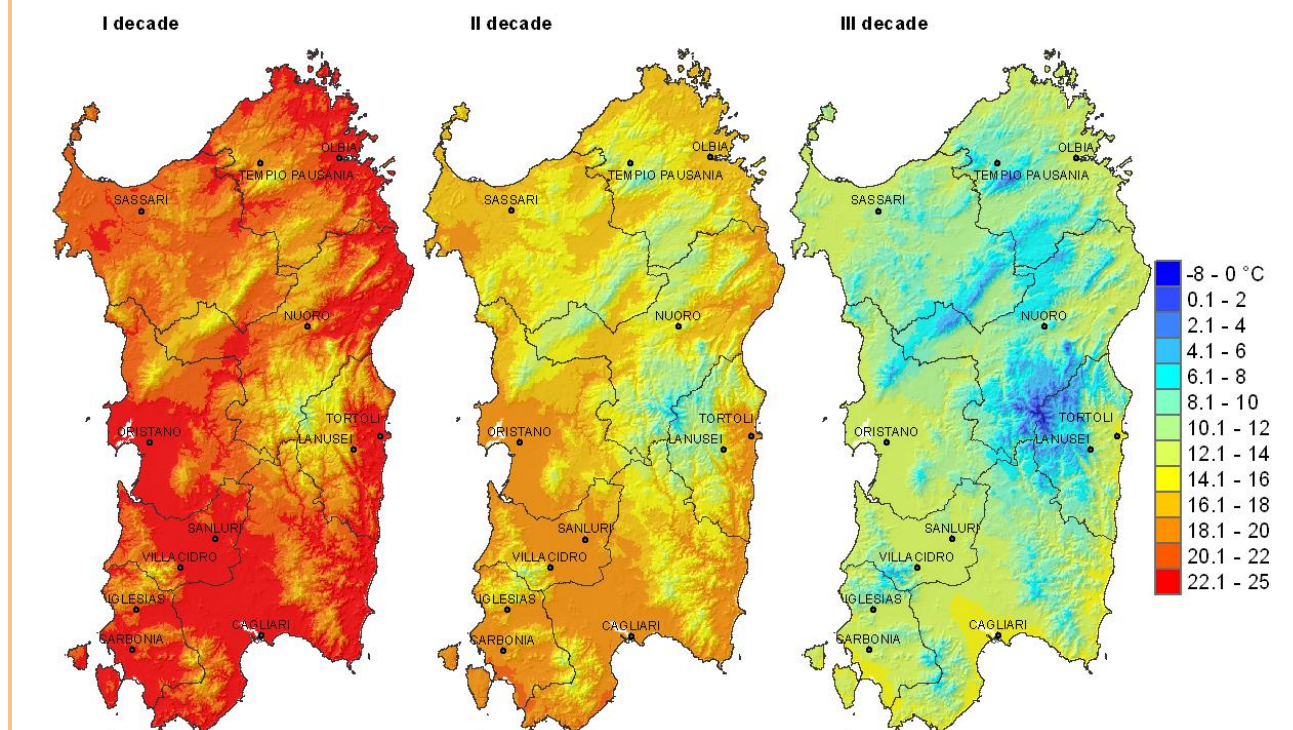 I decade
II decade
III decade
OLBIA
TEMPIO PAUSANIA
SASSARI
NUORO
TORTOLI
ORISTANO
LANUSEI
SANLURI
VILLACIDRO
IGLESIAS
CAGLIARI
CARBONIA
OLBIA
TEMPIO PAUSANIA
SASSARI
NUORO
TORTOLI
ORISTANO
LANUSEI
SANLURI
VILLACIDRO
IGLESIAS
CAGLIARI
CARBONIA
OLBIA
TEMPIO PAUSANIA
SASSARI
NUORO
TORTOLI
ORISTANO
LANUSEI
SANLURI
VILLACIDRO
IGLESIAS
CAGLIARI
CARBONIA
-8 - 0 °C
0.1 - 2
2.1 - 4
4.1 - 6
6.1 - 8
8.1 - 10
10.1 - 12
12.1 - 14
14.1 - 16
16.1 - 18
18.1 - 20
20.1 - 22
22.1 - 25